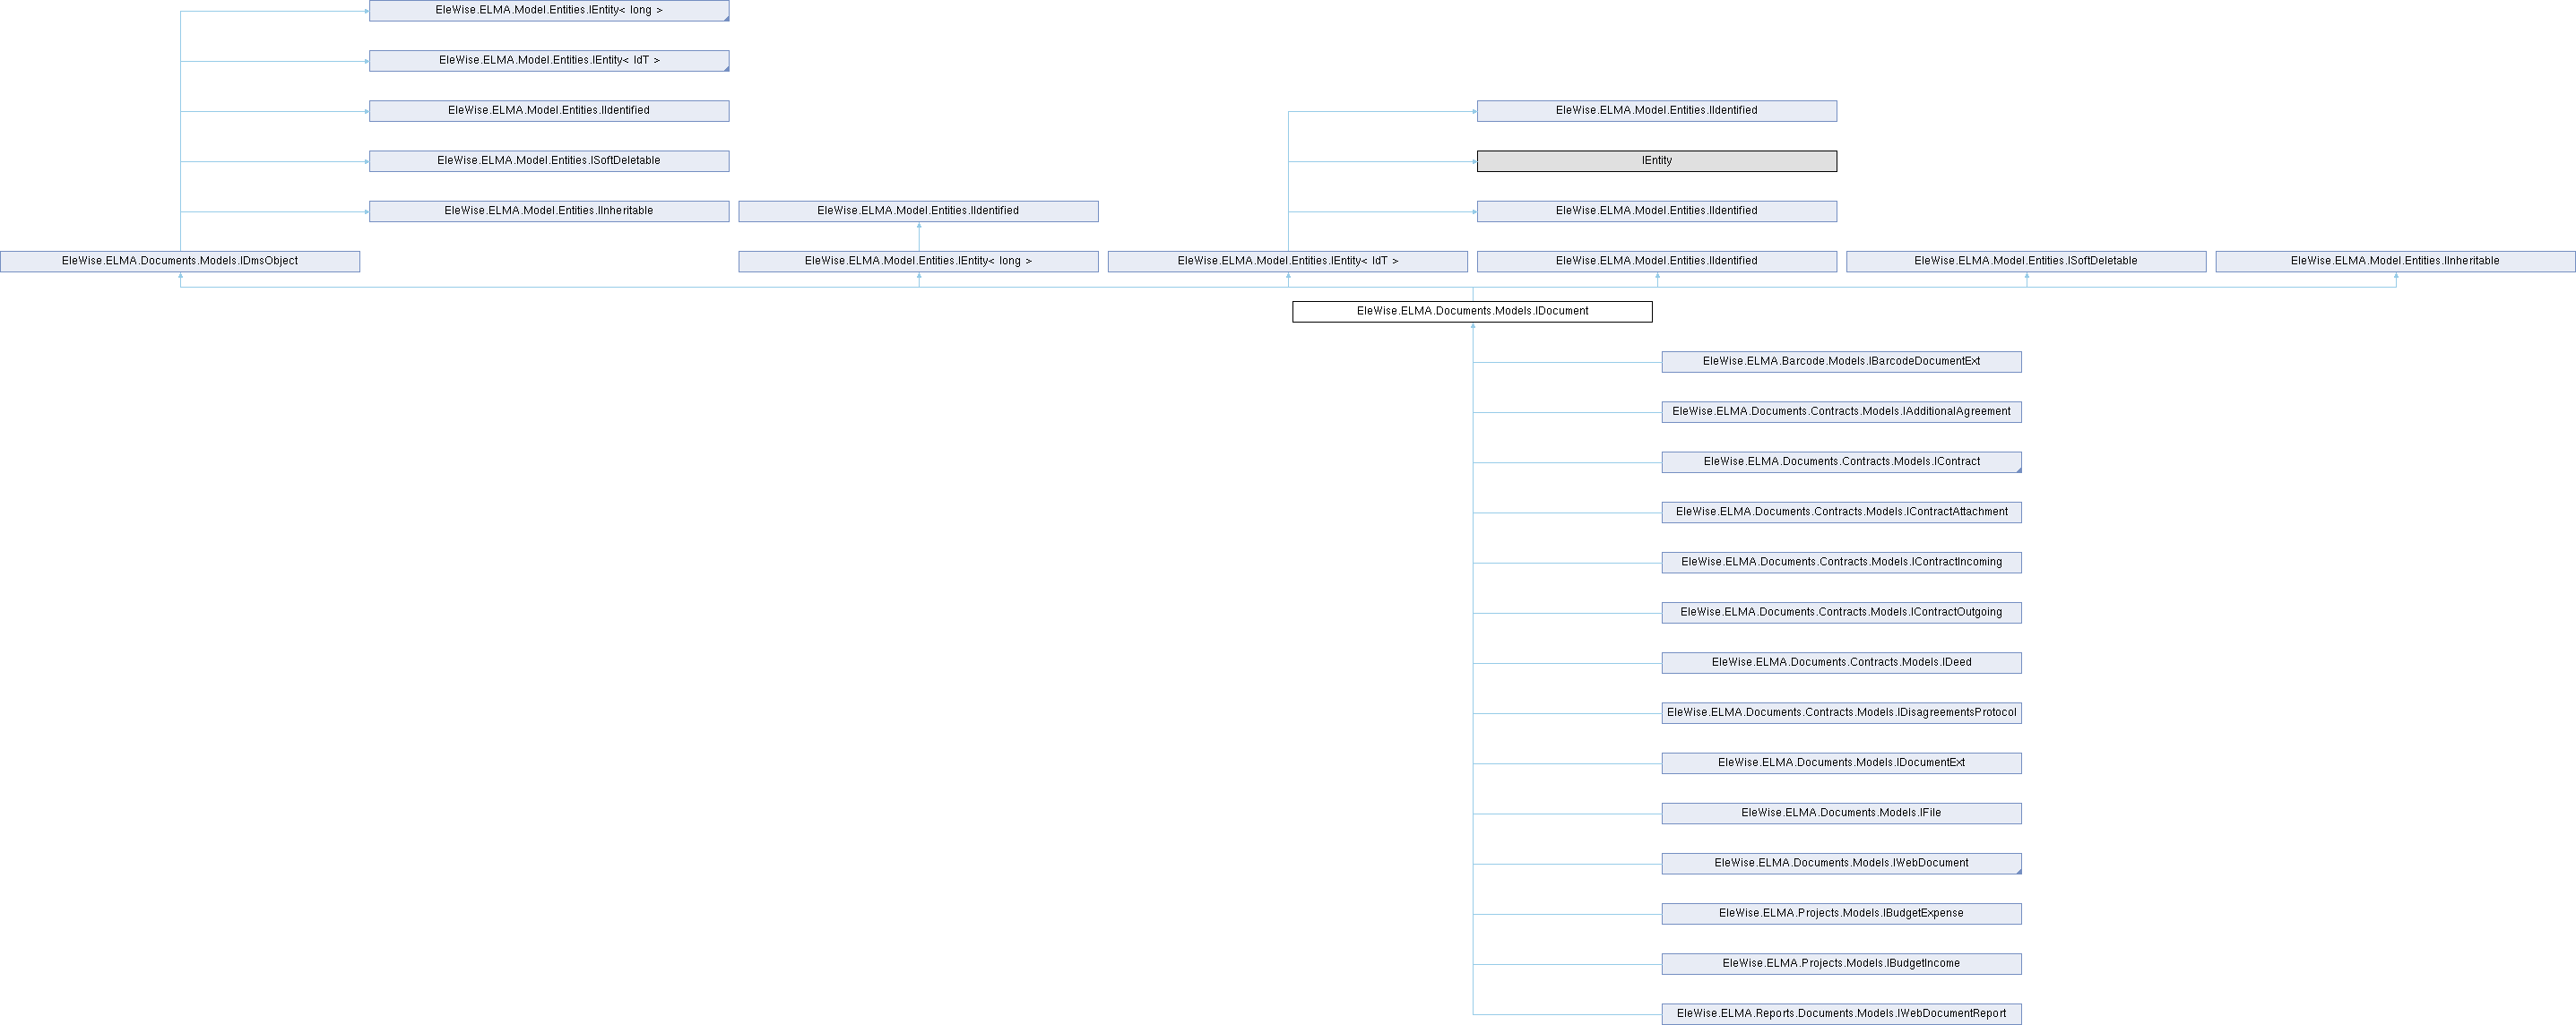 EleWise.ELMA.Model.Entities.IEntity< long >
EleWise.ELMA.Model.Entities.IEntity< IdT >
EleWise.ELMA.Model.Entities.IIdentified
EleWise.ELMA.Model.Entities.IIdentified
EleWise.ELMA.Model.Entities.ISoftDeletable
IEntity
EleWise.ELMA.Model.Entities.IInheritable
EleWise.ELMA.Model.Entities.IIdentified
EleWise.ELMA.Model.Entities.IIdentified
EleWise.ELMA.Documents.Models.IDmsObject
EleWise.ELMA.Model.Entities.IEntity< long >
EleWise.ELMA.Model.Entities.IEntity< IdT >
EleWise.ELMA.Model.Entities.IIdentified
EleWise.ELMA.Model.Entities.ISoftDeletable
EleWise.ELMA.Model.Entities.IInheritable
EleWise.ELMA.Documents.Models.IDocument
EleWise.ELMA.Barcode.Models.IBarcodeDocumentExt
EleWise.ELMA.Documents.Contracts.Models.IAdditionalAgreement
EleWise.ELMA.Documents.Contracts.Models.IContract
EleWise.ELMA.Documents.Contracts.Models.IContractAttachment
EleWise.ELMA.Documents.Contracts.Models.IContractIncoming
EleWise.ELMA.Documents.Contracts.Models.IContractOutgoing
EleWise.ELMA.Documents.Contracts.Models.IDeed
EleWise.ELMA.Documents.Contracts.Models.IDisagreementsProtocol
EleWise.ELMA.Documents.Models.IDocumentExt
EleWise.ELMA.Documents.Models.IFile
EleWise.ELMA.Documents.Models.IWebDocument
EleWise.ELMA.Projects.Models.IBudgetExpense
EleWise.ELMA.Projects.Models.IBudgetIncome
EleWise.ELMA.Reports.Documents.Models.IWebDocumentReport